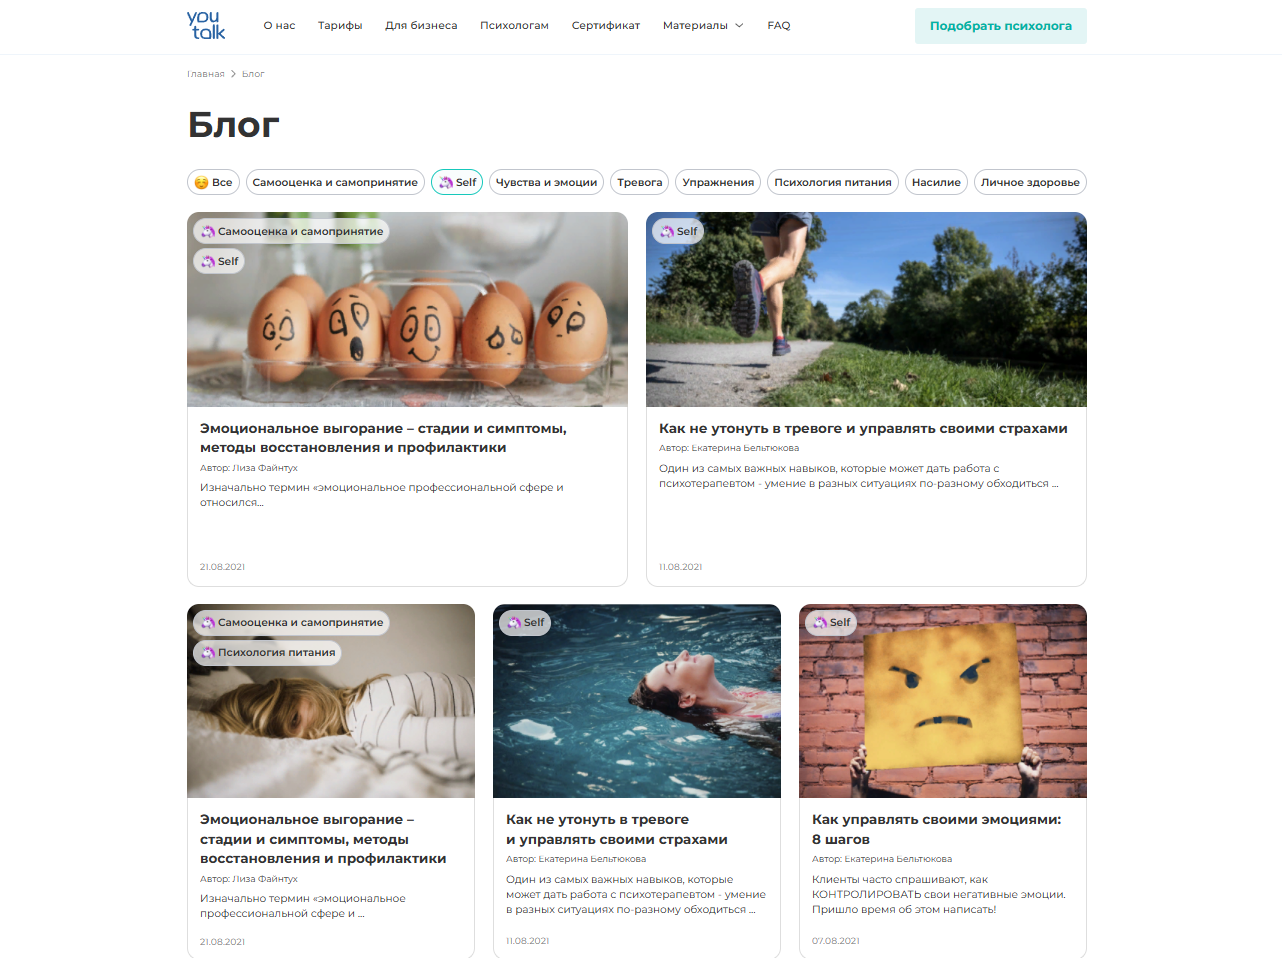 you talk
О нас Тарифы Для бизнеса Психологам Сертификат Материалы FAQ Подобрать психолога
Главная > Блог
Блог
Все Самооценка и самопринятие Self Чувства и эмоции Тревога Упражнения Психология питания Насилие Личное здоровье
Самооценка и самопринятие
Self
Эмоциональное выгорание – стадии и симптомы,
методы восстановления и профилактики
Автор: Лиза Файнтух
Изначально термин «эмоциональное профессиональной сфере и
относился...
21.08.2021
Self
Как не утонуть в тревоге и управлять своими страхами
Автор: Екатерина Бельтюкова
Один из самых важных навыков, которые может дать работа с
психотерапевтом - умение в разных ситуациях по-разному обходиться ...
11.08.2021
Самооценка и самопринятие
Психология питания
Эмоциональное выгорание –
стадии и симптомы, методы
восстановления и профилактики
Автор: Лиза Файнтух
Изначально термин «эмоциональное
профессиональной сфере и ...
21.08.2021
Self
Как не утонуть в тревоге
и управлять своими страхами
Автор: Екатерина Бельтюкова
Один из самых важных навыков, которые
может дать работа с психотерапевтом - умение
в разных ситуациях по-разному обходиться ...
11.08.2021
Self
Как управлять своими эмоциями:
8 шагов
Автор: Екатерина Бельтюкова
Клиенты часто спрашивают, как
КОНТРОЛИРОВАТЬ свои негативные эмоции.
Пришло время об этом написать!
07.08.2021